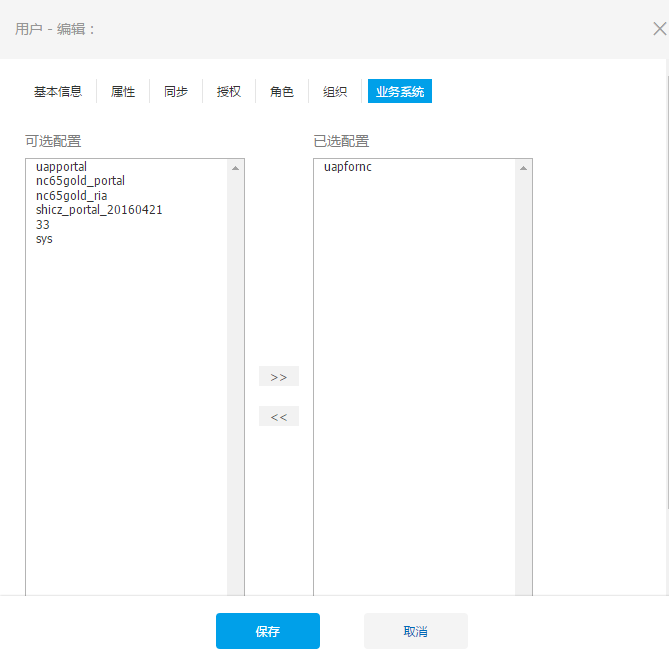 用户 - 编辑：
基本信息 属性 同步 授权 角色 组织 业务系统
可选配置
uapportal
nc65gold_portal
nc65gold_ria
shicz_portal_20160421
33
sys
>>
<<
已选配置
uapfornc
保存 取消